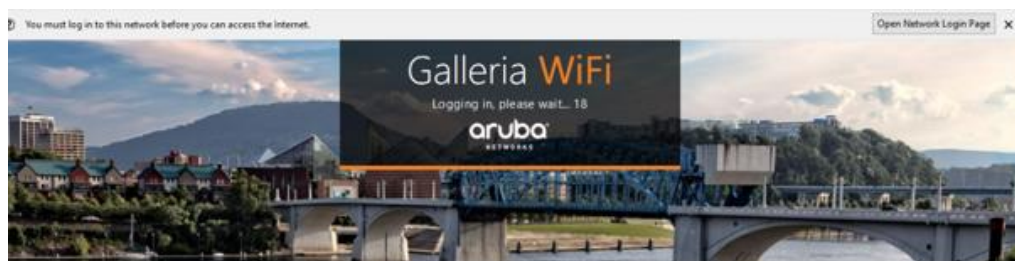 You must log in to this network before you can access the Internet.
Open Network Login Page
Galleria WiFi
Logging in, please wait... 18
aruba
NETWORKS